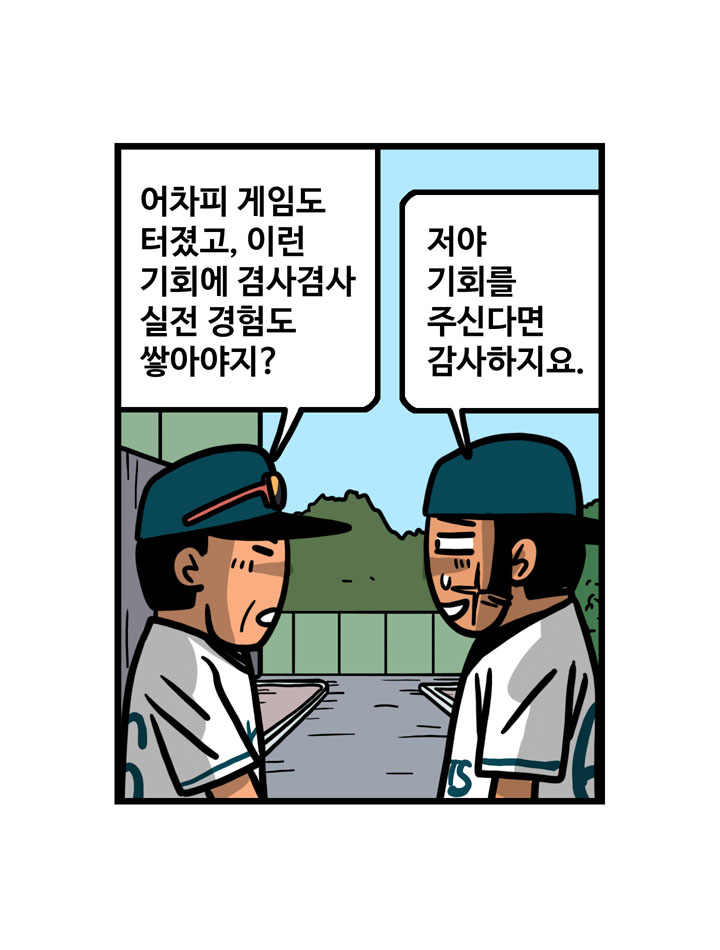 어차피 게임도
터졌고, 이런
기회에 겸사겸사
실전 경험도
쌓아야지?
저야
기회를
주신다면
감사하지요.
TS